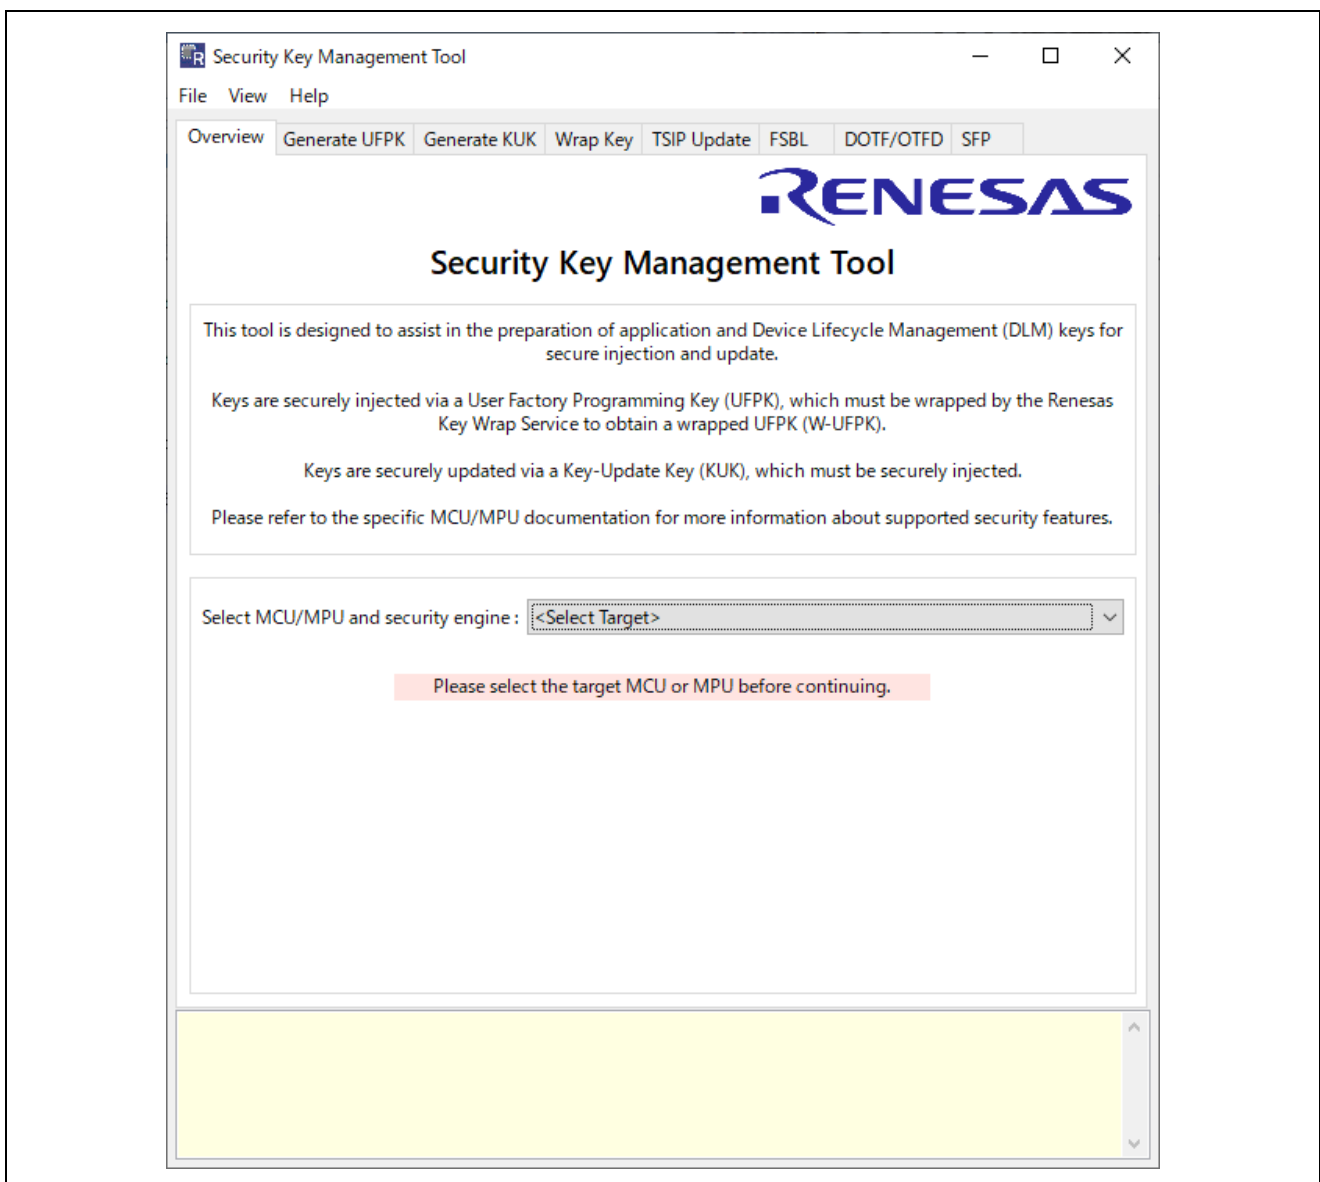 Security Key Management Tool
File View Help
Overview Generate UFPK Generate KUK Wrap Key TSIP Update FSBL DOTF/OTFD SFP
RENESAS
Security Key Management Tool
This tool is designed to assist in the preparation of application and Device Lifecycle Management (DLM) keys for
secure injection and update.
Keys are securely injected via a User Factory Programming Key (UFPK), which must be wrapped by the Renesas
Key Wrap Service to obtain a wrapped UFPK (W-UFPK).
Keys are securely updated via a Key-Update Key (KUK), which must be securely injected.
Please refer to the specific MCU/MPU documentation for more information about supported security features.
Select MCU/MPU and security engine : <Select Target>
Please select the target MCU or MPU before continuing.